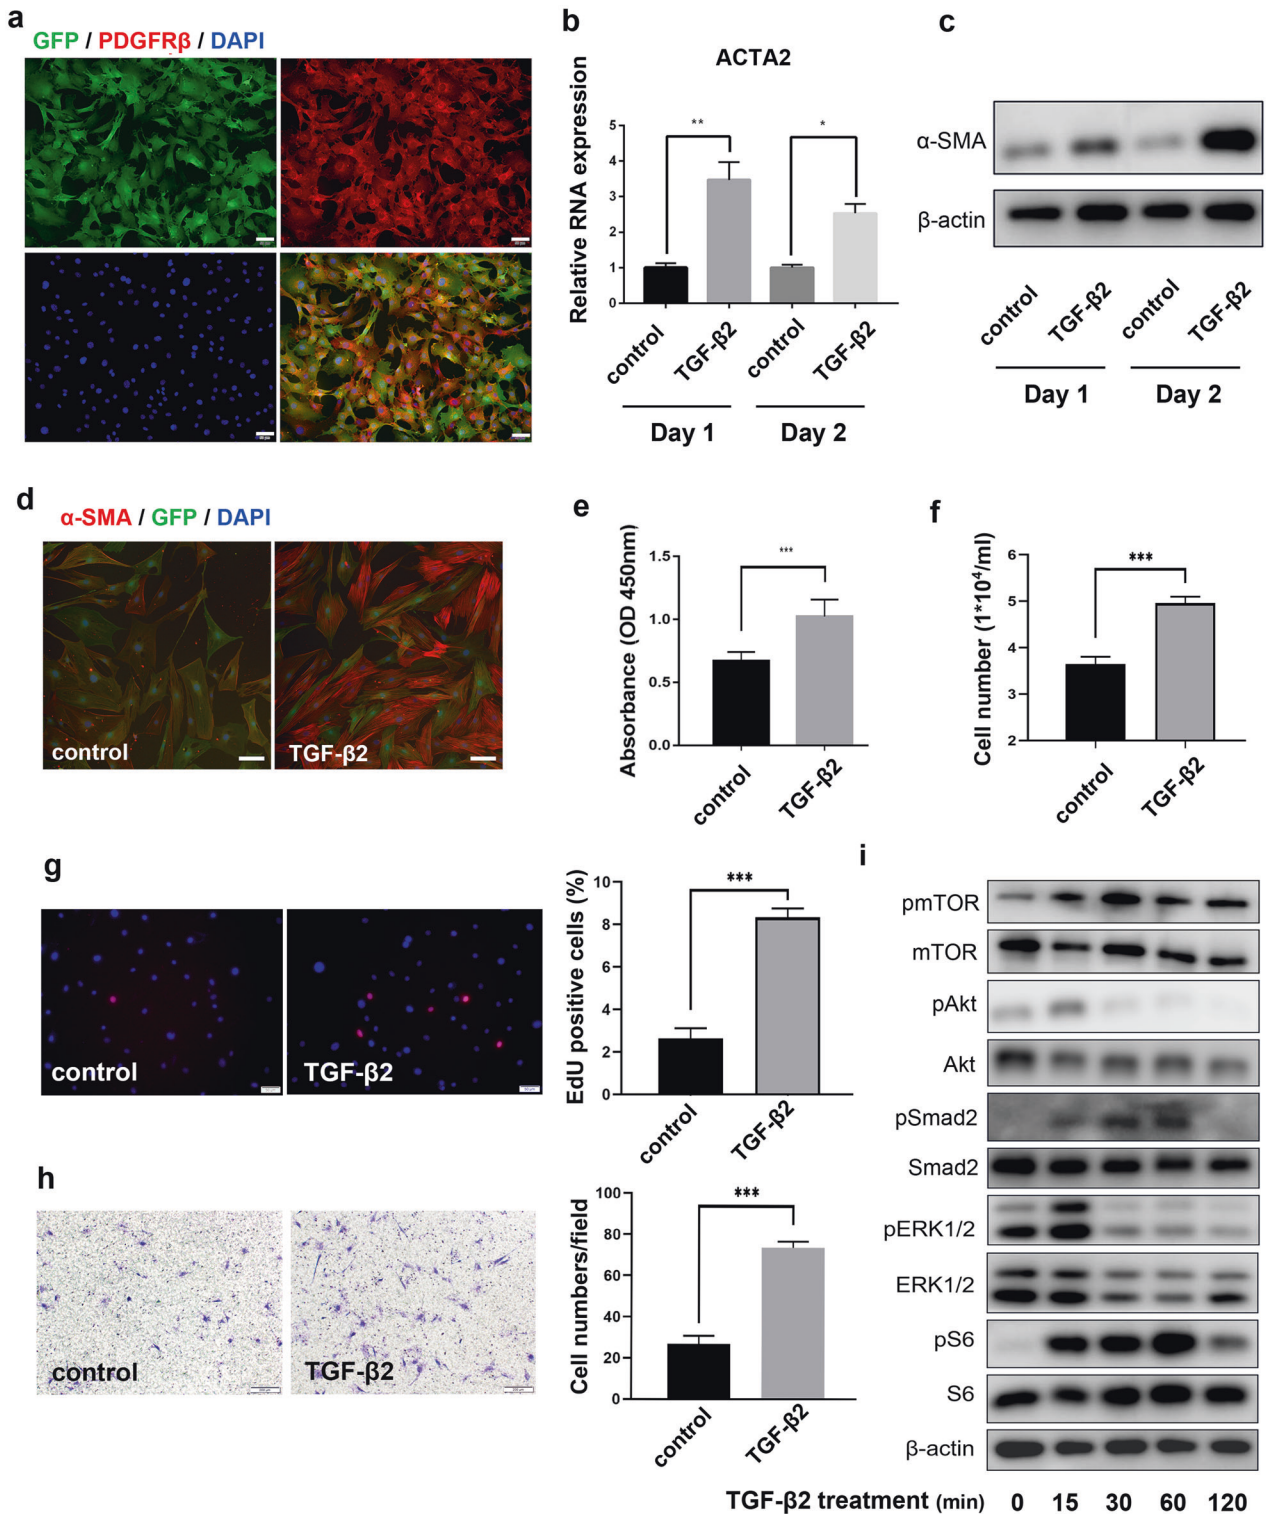 a
GFP / PDGFRβ / DAPI
b
ACTA2
Relative RNA expression
5
4
3
2
1
0
**
*
control
TGF-β2
control
TGF-β2
Day 1
Day 2
c
α-SMA
β-actin
control
TGF-β2
control
TGF-β2
Day 1
Day 2
d
α-SMA / GFP / DAPI
control
TGF-β2
e
Absorbance (OD 450nm)
1.5
1.0
0.5
0.0
***
control
TGF-β2
f
Cell number (1*10⁴/ml)
6
5
4
3
2
***
control
TGF-β2
g
control
TGF-β2
EdU positive cells (%)
10
8
6
4
2
0
***
control
TGF-β2
h
control
TGF-β2
Cell numbers/field
100
80
60
40
20
0
***
control
TGF-β2
i
pmTOR
mTOR
pAkt
Akt
pSmad2
Smad2
pERK1/2
ERK1/2
pS6
S6
β-actin
TGF-β2 treatment (min) 0 15 30 60 120